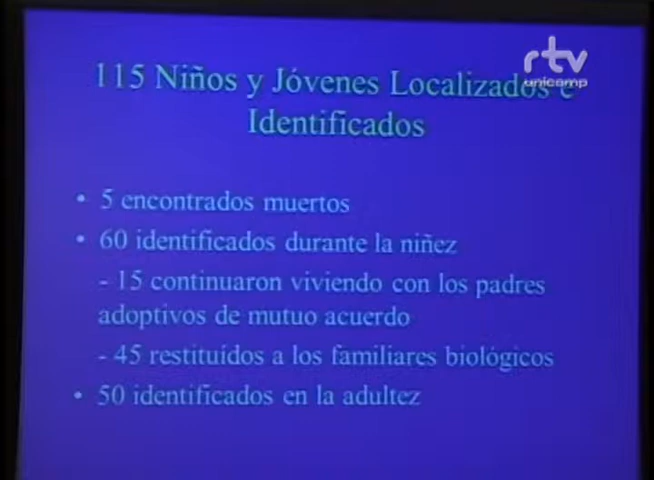 rtv
unicamp
115 Niños y Jóvenes Localizados e
Identificados
• 5 encontrados muertos
• 60 identificados durante la niñez
- 15 continuaron viviendo con los padres
adoptivos de mutuo acuerdo
- 45 restituídos a los familiares biológicos
• 50 identificados en la adultez